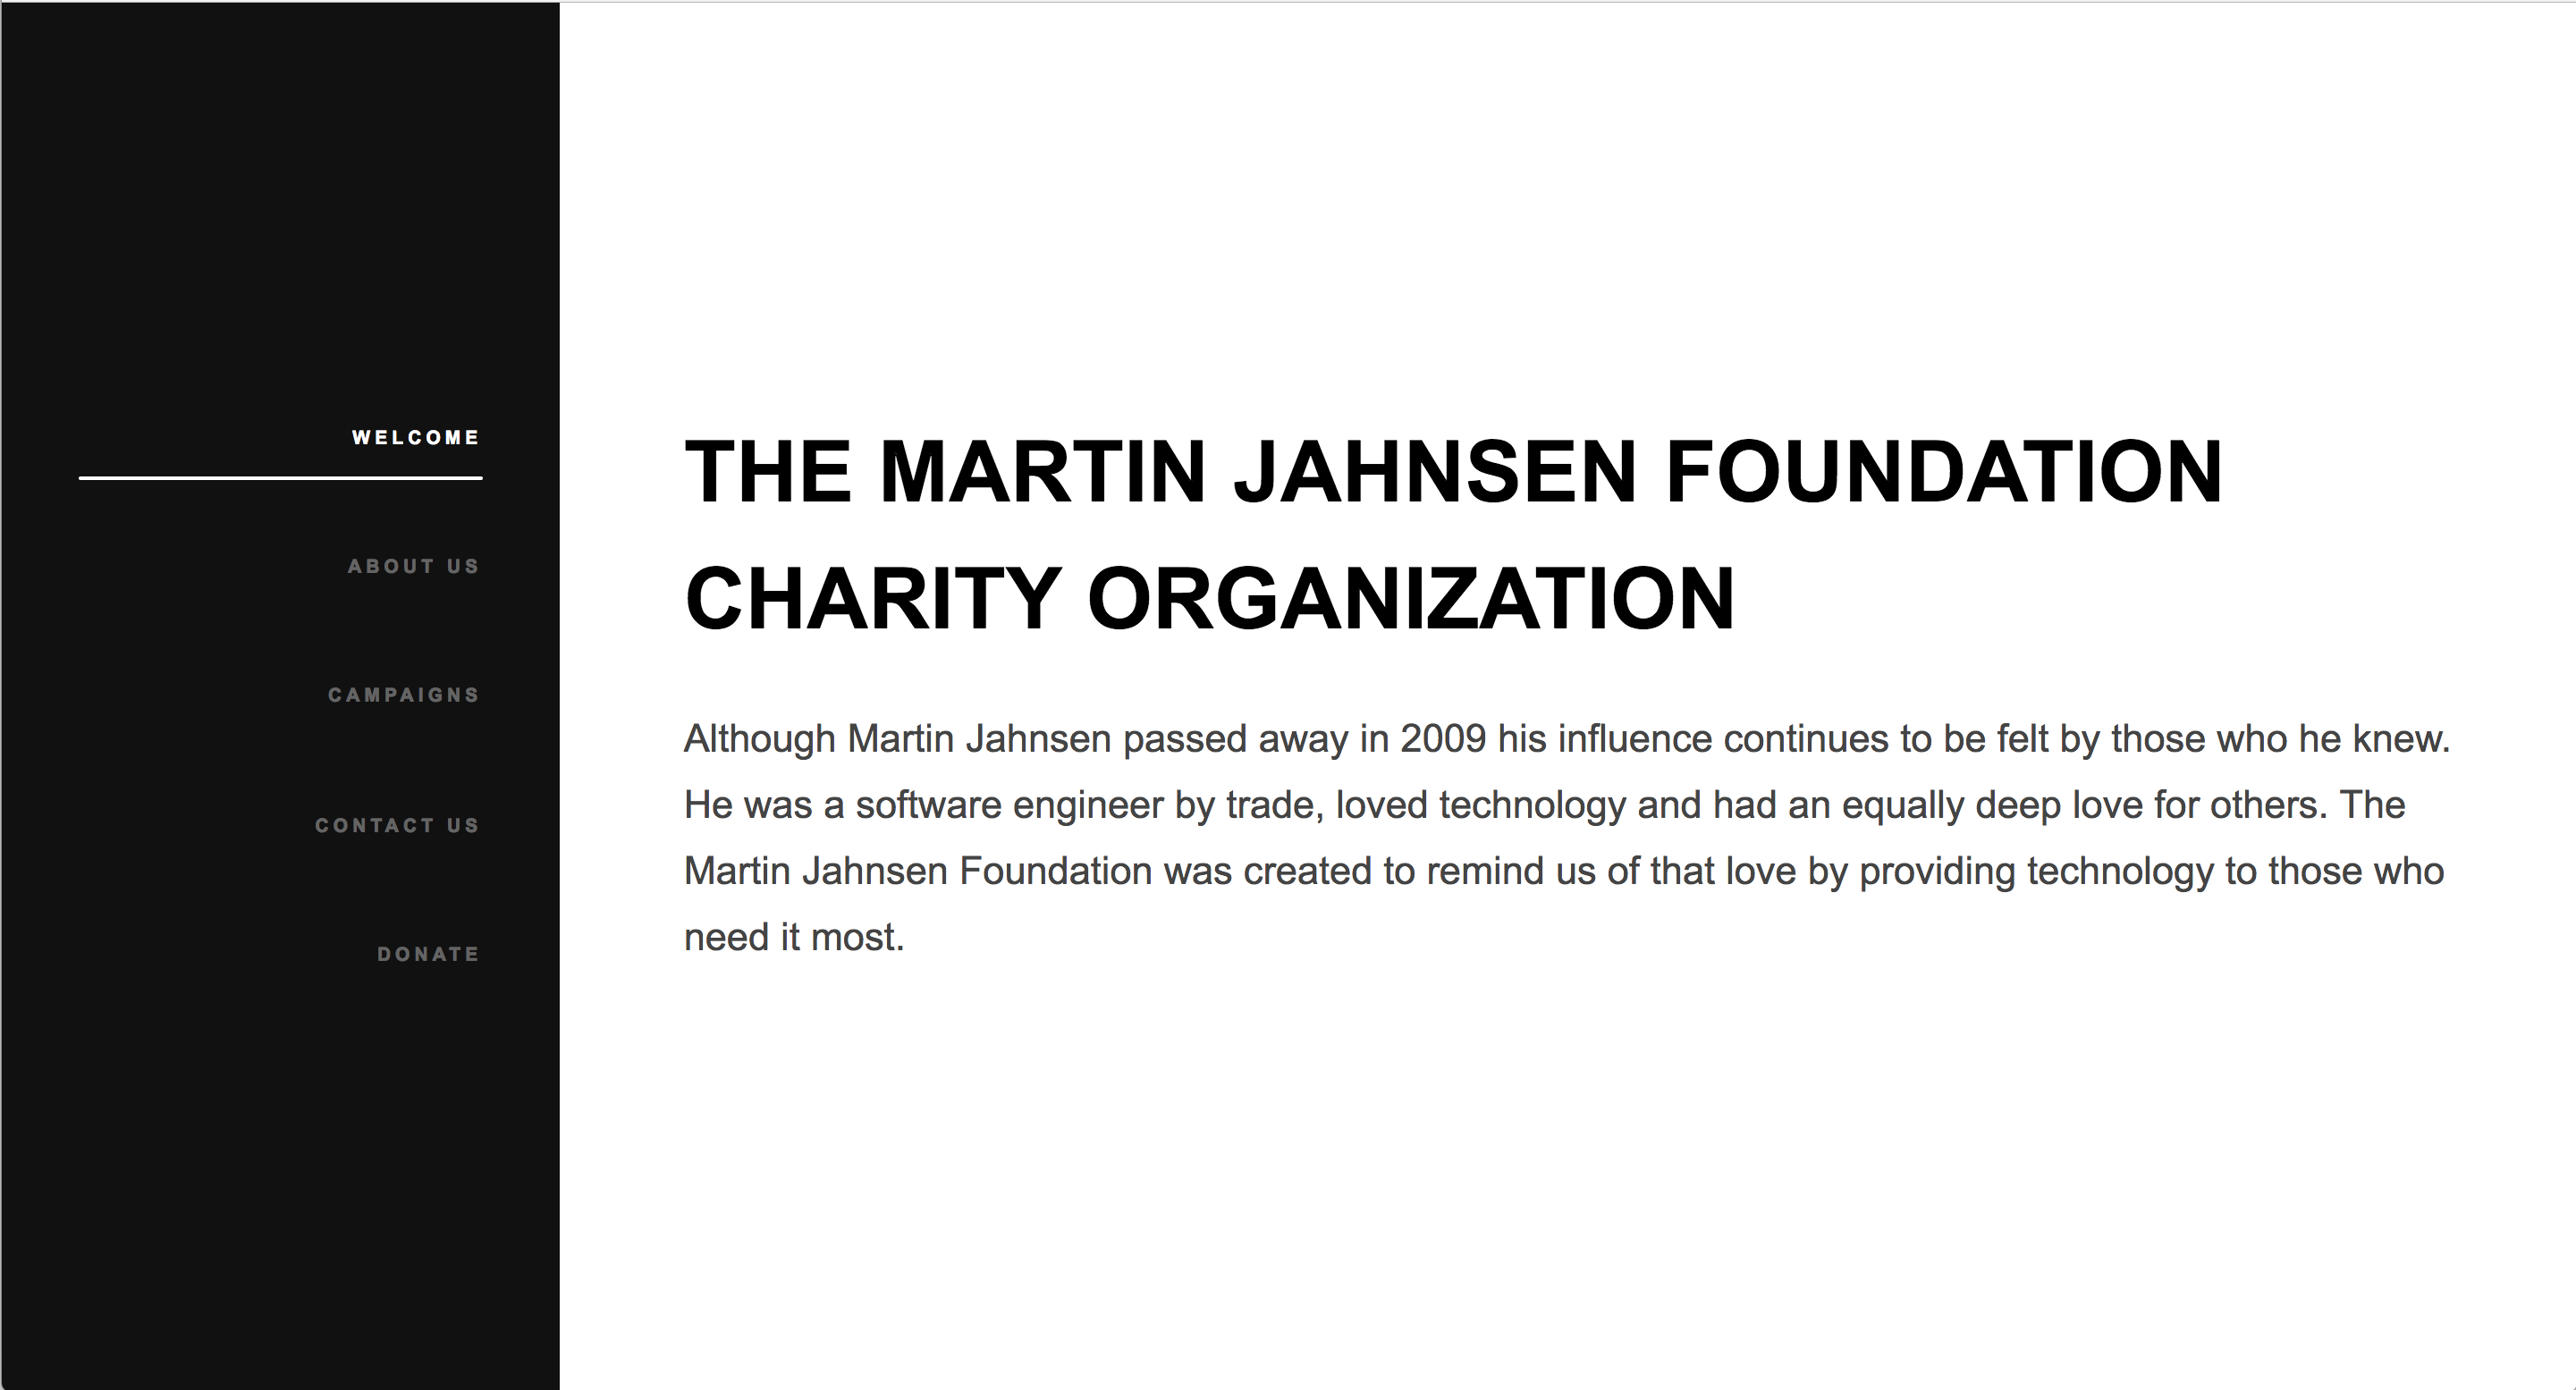 WELCOME
ABOUT US
CAMPAIGNS
CONTACT US
DONATE
THE MARTIN JAHNSEN FOUNDATION
CHARITY ORGANIZATION
Although Martin Jahnsen passed away in 2009 his influence continues to be felt by those who he knew.
He was a software engineer by trade, loved technology and had an equally deep love for others. The
Martin Jahnsen Foundation was created to remind us of that love by providing technology to those who
need it most.